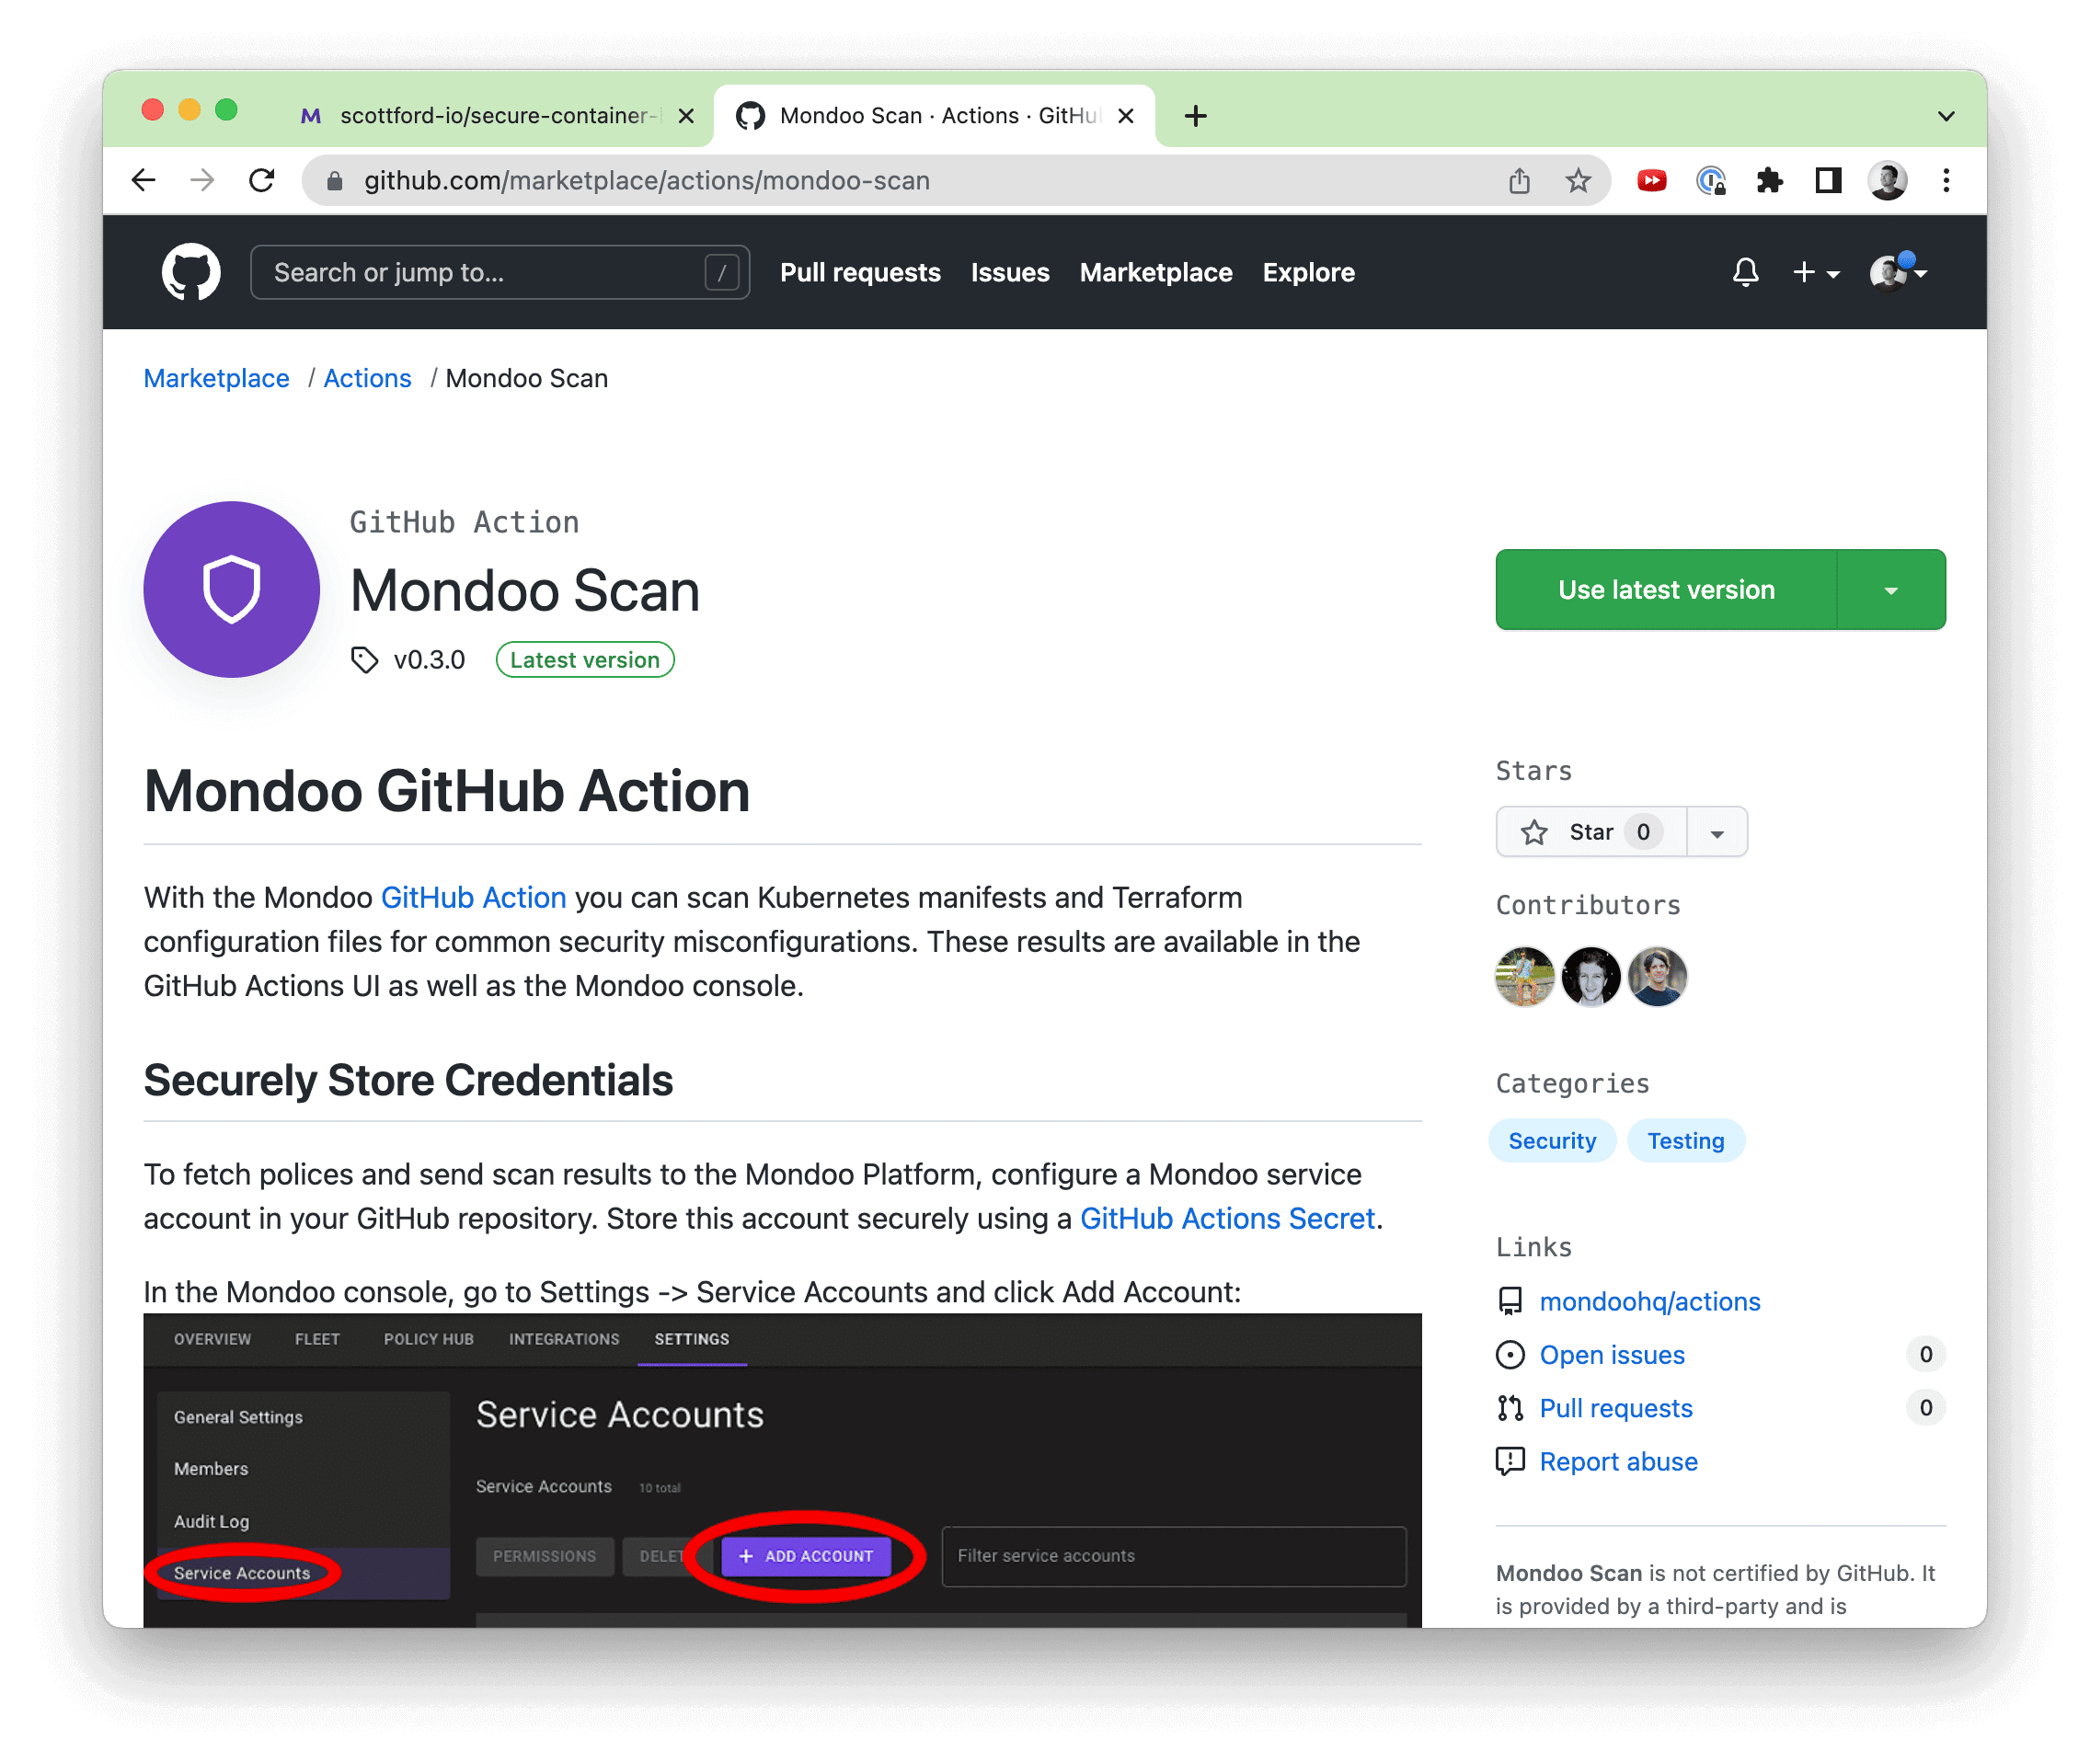 scottford-io/secure-container-
Mondoo Scan · Actions · GitHu
github.com/marketplace/actions/mondoo-scan
Search or jump to... /
Pull requests Issues Marketplace Explore
Marketplace / Actions / Mondoo Scan
GitHub Action
Mondoo Scan
v0.3.0 Latest version
Use latest version
Mondoo GitHub Action
With the Mondoo GitHub Action you can scan Kubernetes manifests and Terraform
configuration files for common security misconfigurations. These results are available in the
GitHub Actions UI as well as the Mondoo console.
Securely Store Credentials
To fetch polices and send scan results to the Mondoo Platform, configure a Mondoo service
account in your GitHub repository. Store this account securely using a GitHub Actions Secret.
In the Mondoo console, go to Settings -> Service Accounts and click Add Account:
OVERVIEW FLEET POLICY HUB INTEGRATIONS SETTINGS
General Settings
Members
Audit Log
Service Accounts
Service Accounts
Service Accounts 10 total
PERMISSIONS DELET + ADD ACCOUNT Filter service accounts
Stars
Star 0
Contributors
Categories
Security Testing
Links
mondoohq/actions
Open issues 0
Pull requests 0
Report abuse
Mondoo Scan is not certified by GitHub. It
is provided by a third-party and is